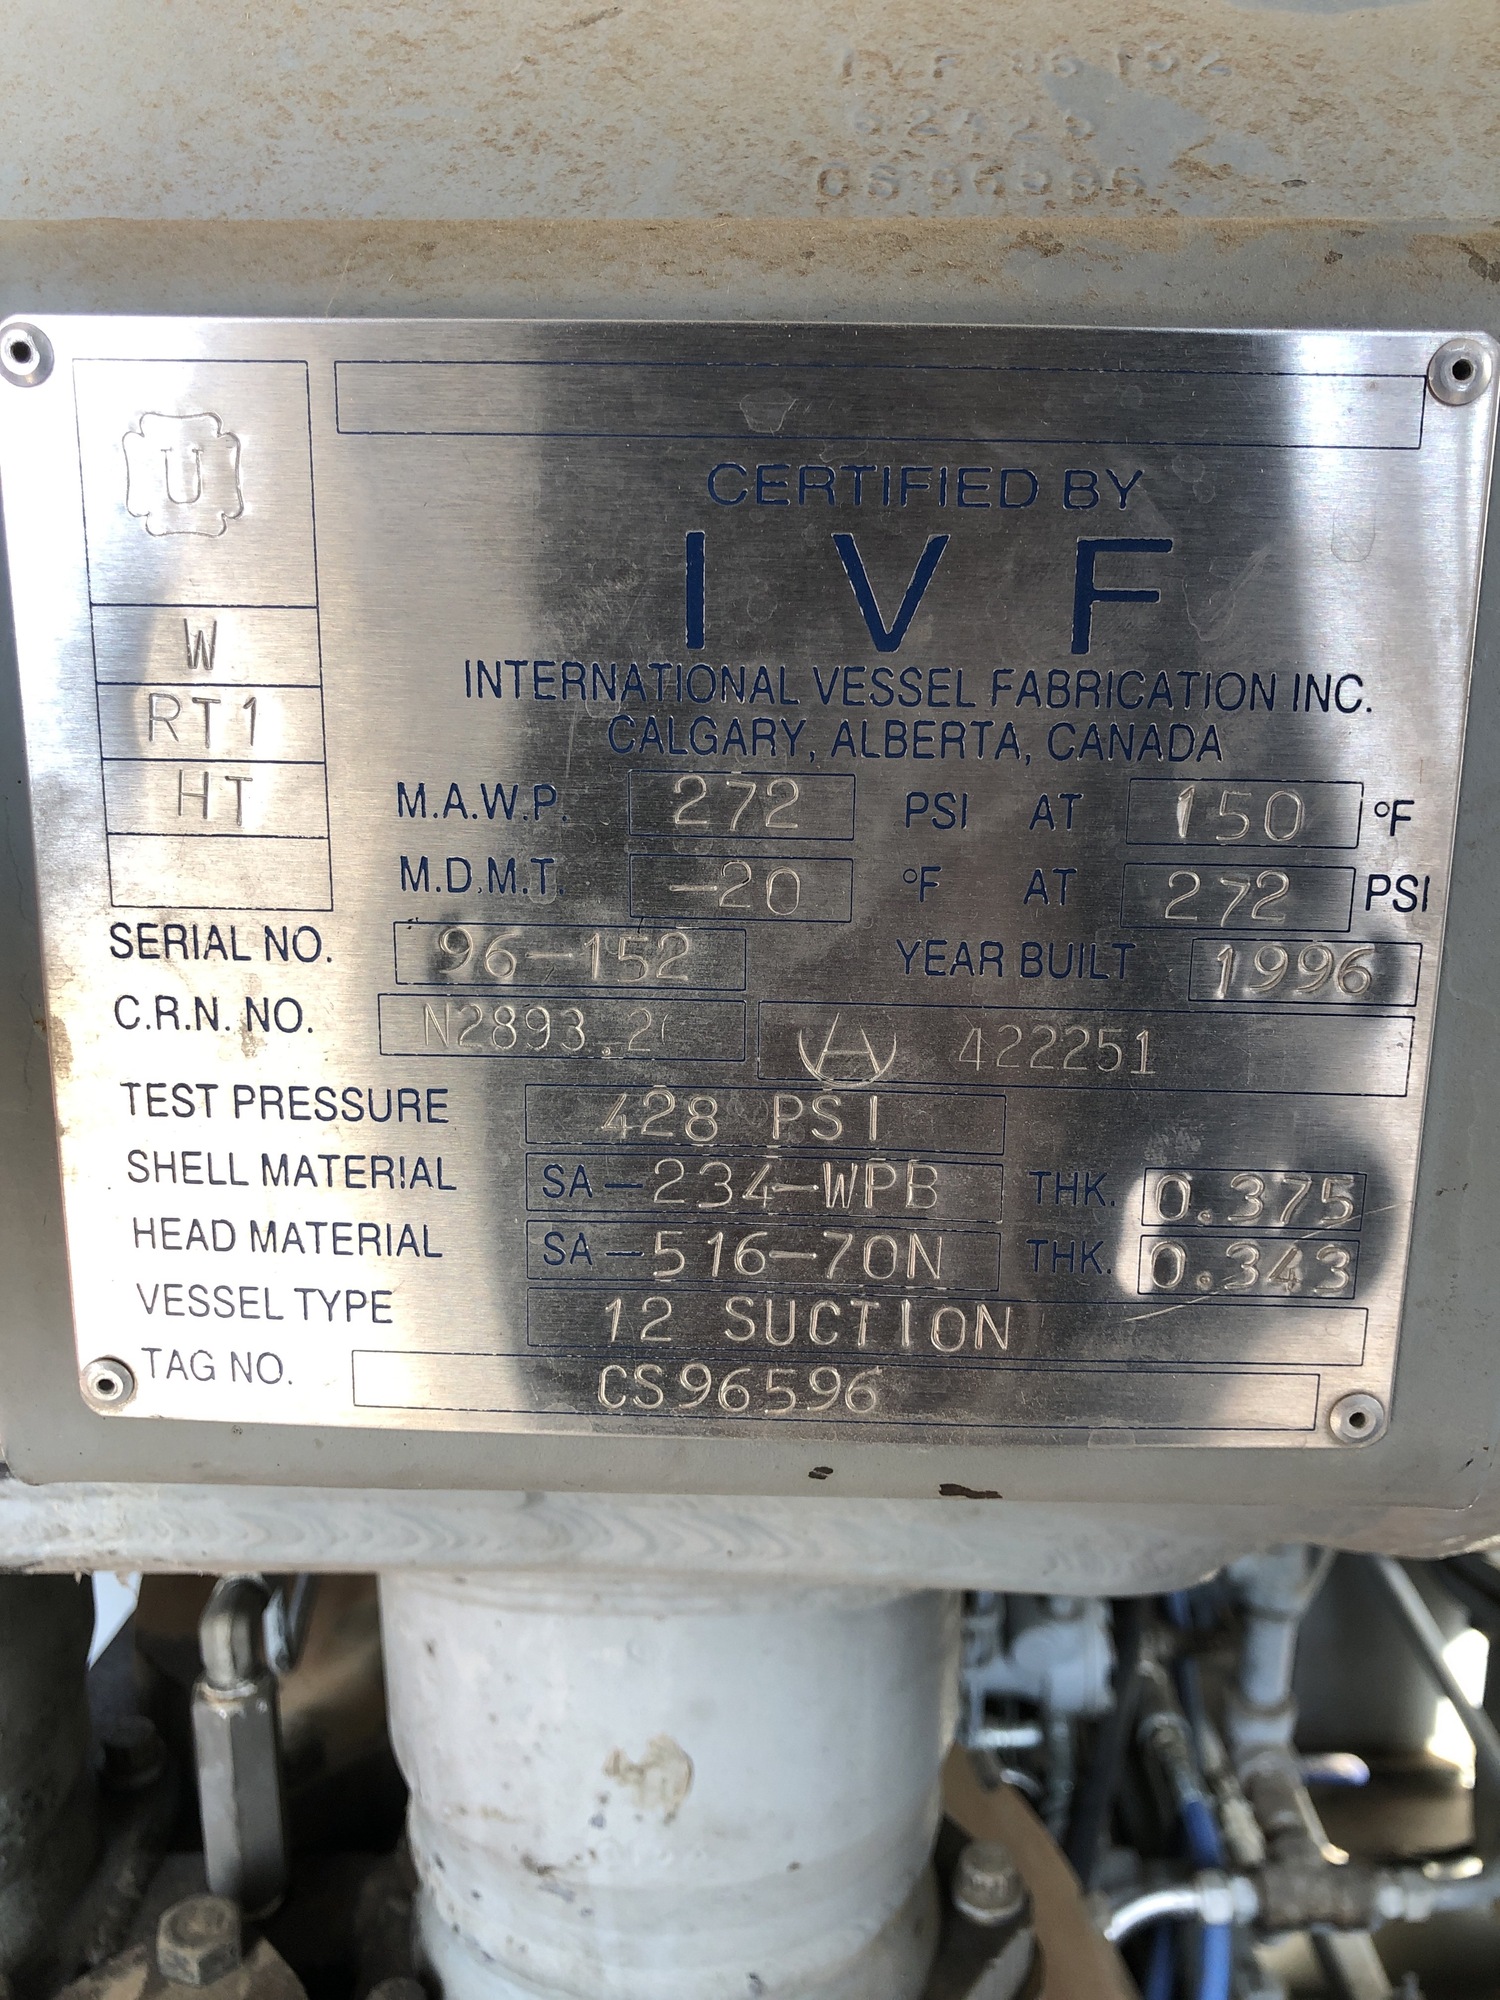 U
W
RT1
HT
CERTIFIED BY
I V F
INTERNATIONAL VESSEL FABRICATION INC.
CALGARY, ALBERTA, CANADA
M.A.W.P. 272 PSI AT 150 °F
M.D.M.T. -20 °F AT 272 PSI
SERIAL NO. 96-152 YEAR BUILT 1996
C.R.N. NO. N2893.2 422251
TEST PRESSURE 428 PSI
SHELL MATERIAL SA-234-WPB THK. 0.375
HEAD MATERIAL SA-516-70N THK. 0.343
VESSEL TYPE 12 SUCTION
TAG NO. CS96596